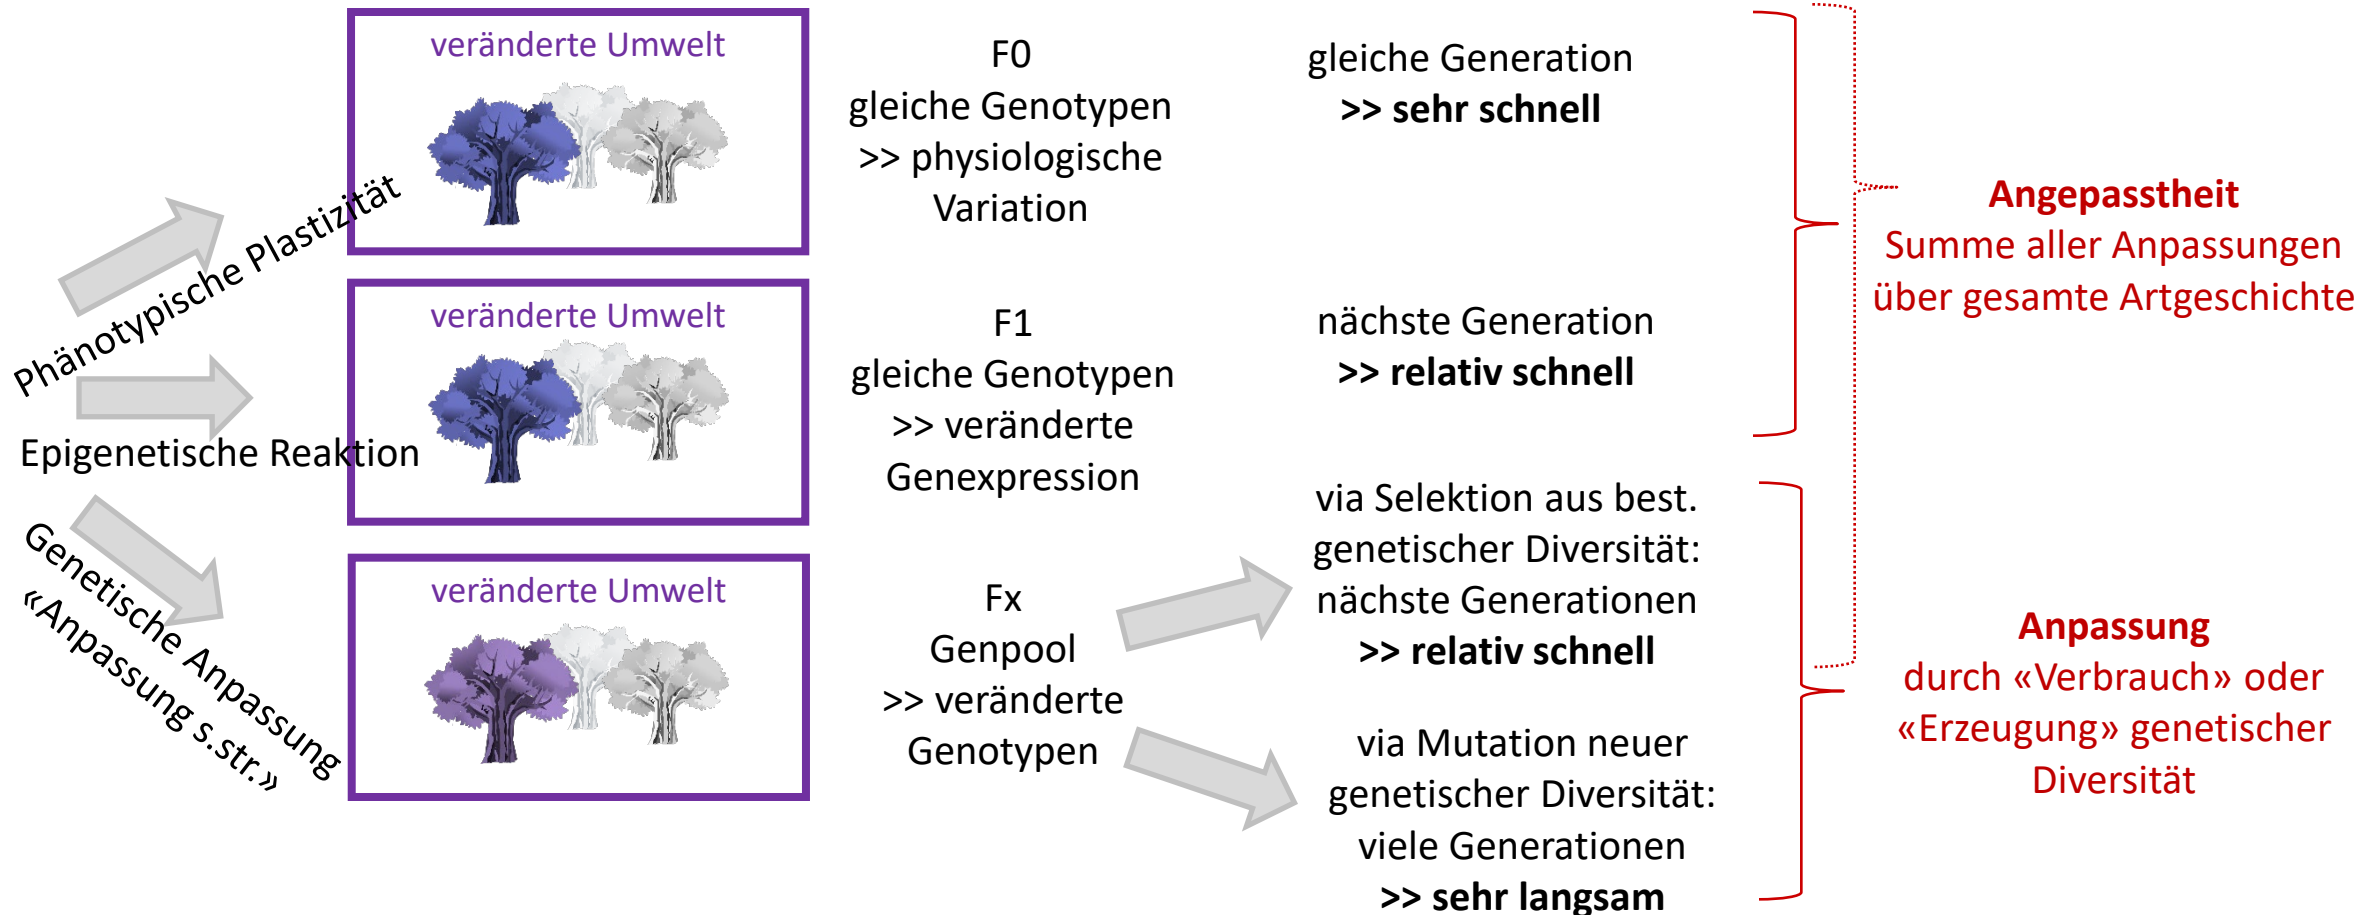 Phänotypische Plastizität
veränderte Umwelt
F0
gleiche Genotypen
>> physiologische
Variation
gleiche Generation
>> sehr schnell
Epigenetische Reaktion
veränderte Umwelt
F1
gleiche Genotypen
>> veränderte
Genexpression
nächste Generation
>> relativ schnell
Angepasstheit
Summe aller Anpassungen
über gesamte Artgeschichte
Genetische Anpassung
«Anpassung s.str.»
veränderte Umwelt
Fx
Genpool
>> veränderte
Genotypen
via Selektion aus best.
genetischer Diversität:
nächste Generationen
>> relativ schnell
via Mutation neuer
genetischer Diversität:
viele Generationen
>> sehr langsam
Anpassung
durch «Verbrauch» oder
«Erzeugung» genetischer
Diversität